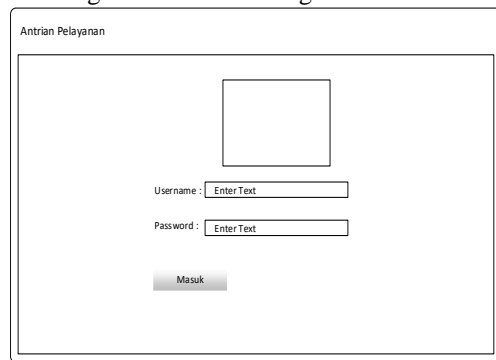 Antrian Pelayanan
Username : Enter Text
Password : Enter Text
Masuk